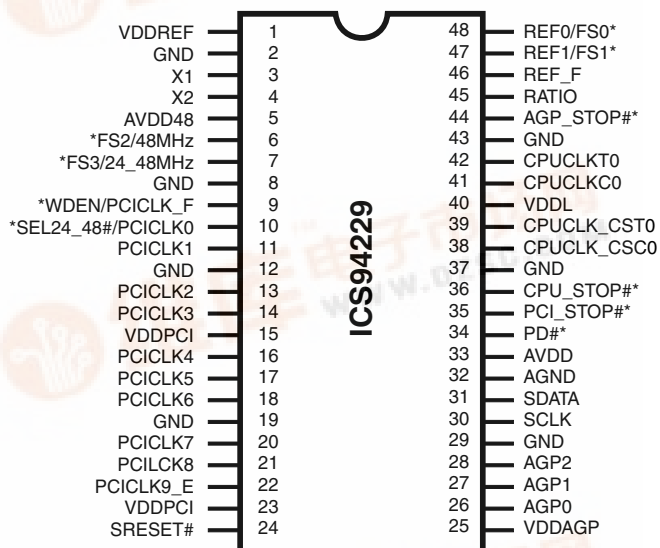 VDDREF 1 48 REF0/FS0*
GND 2 47 REF1/FS1*
X1 3 46 REF_F
X2 4 45 RATIO
AVDD48 5 44 AGP_STOP#*
*FS2/48MHz 6 43 GND
*FS3/24_48MHz 7 42 CPUCLKT0
GND 8 41 CPUCLKC0
*WDEN/PCICLK_F 9 40 VDDL
*SEL24_48#/PCICLK0 10 39 CPUCLK_CST0
PCICLK1 11 38 CPUCLK_CSC0
GND 12 37 GND
PCICLK2 13 36 CPU_STOP#*
PCICLK3 14 35 PCI_STOP#*
VDDPCI 15 34 PD#*
PCICLK4 16 33 AVDD
PCICLK5 17 32 AGND
PCICLK6 18 31 SDATA
GND 19 30 SCLK
PCICLK7 20 29 GND
PCILCK8 21 28 AGP2
PCICLK9_E 22 27 AGP1
VDDPCI 23 26 AGP0
SRESET# 24 25 VDDAGP
ICS94229